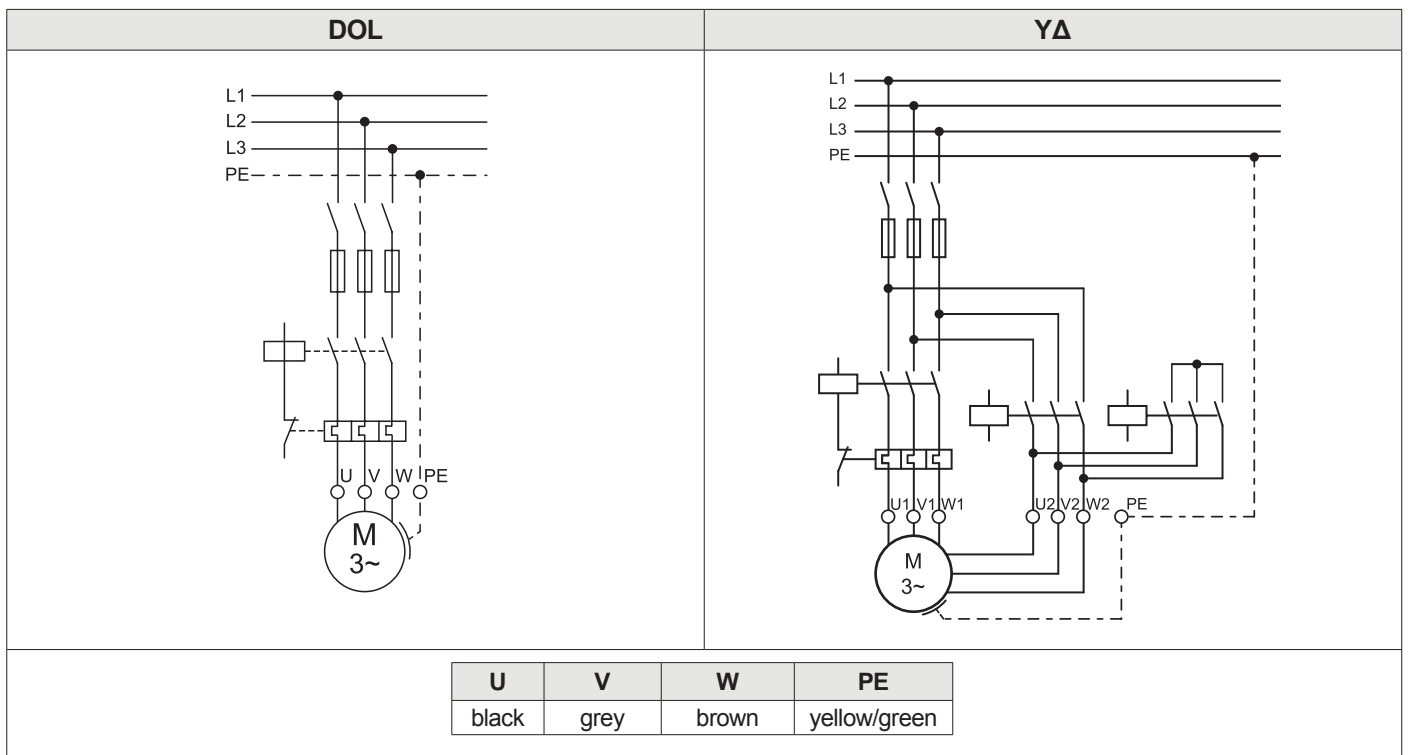 DOL
YΔ
L1
L2
L3
PE
U V W PE
M
3~
L1
L2
L3
PE
U1 V1 W1 U2 V2 W2 PE
M
3~
U V W PE
black grey brown yellow/green